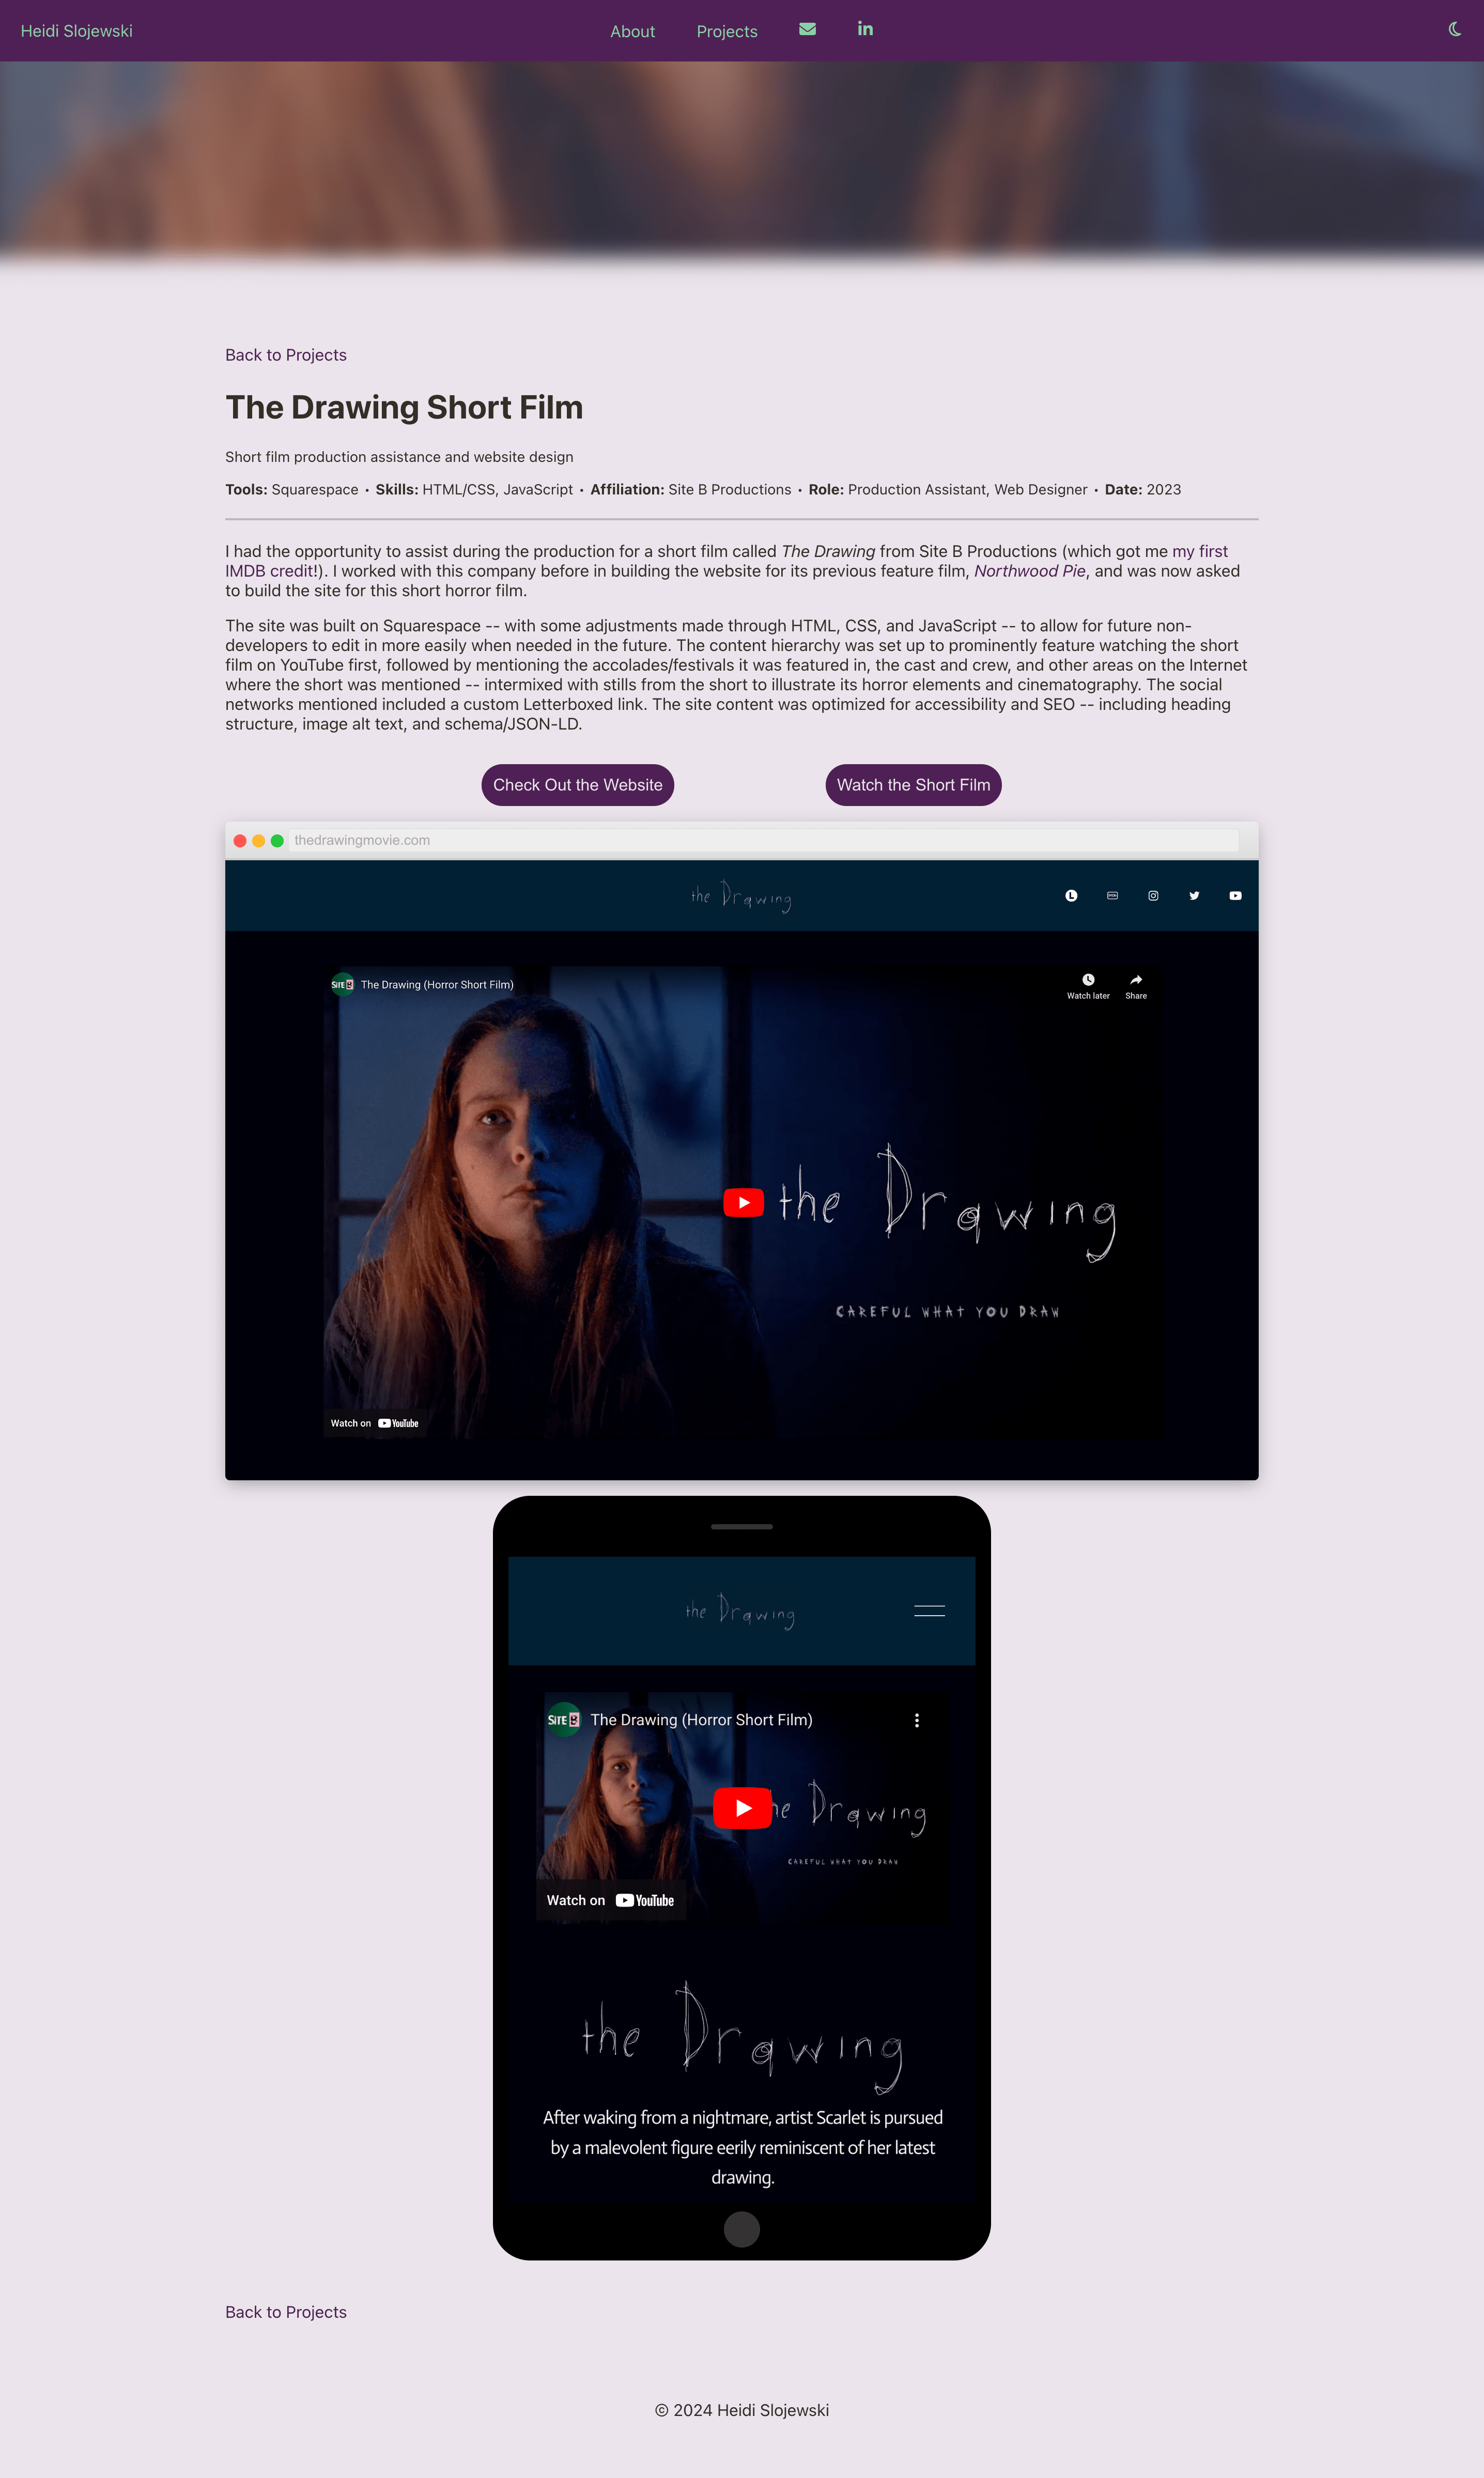 Heidi Slojewski
About
Projects
in
Back to Projects
The Drawing Short Film
Short film production assistance and website design
Tools: Squarespace • Skills: HTML/CSS, JavaScript • Affiliation: Site B Productions • Role: Production Assistant, Web Designer • Date: 2023
I had the opportunity to assist during the production for a short film called The Drawing from Site B Productions (which got me my first
IMDB credit!). I worked with this company before in building the website for its previous feature film, Northwood Pie, and was now asked
to build the site for this short horror film.
The site was built on Squarespace -- with some adjustments made through HTML, CSS, and JavaScript -- to allow for future non-
developers to edit in more easily when needed in the future. The content hierarchy was set up to prominently feature watching the short
film on YouTube first, followed by mentioning the accolades/festivals it was featured in, the cast and crew, and other areas on the Internet
where the short was mentioned -- intermixed with stills from the short to illustrate its horror elements and cinematography. The social
networks mentioned included a custom Letterboxed link. The site content was optimized for accessibility and SEO -- including heading
structure, image alt text, and schema/JSON-LD.
Check Out the Website
Watch the Short Film
thedrawingmovie.com
the Drawing
SITE B
The Drawing (Horror Short Film)
Watch later
Share
the Drawing
CAREFUL WHAT YOU DRAW
Watch on YouTube
the Drawing
SITE B
The Drawing (Horror Short Film)
he Drawing
CAREFUL WHAT YOU DRAW
Watch on YouTube
the Drawing
After waking from a nightmare, artist Scarlet is pursued
by a malevolent figure eerily reminiscent of her latest
drawing.
Back to Projects
© 2024 Heidi Slojewski